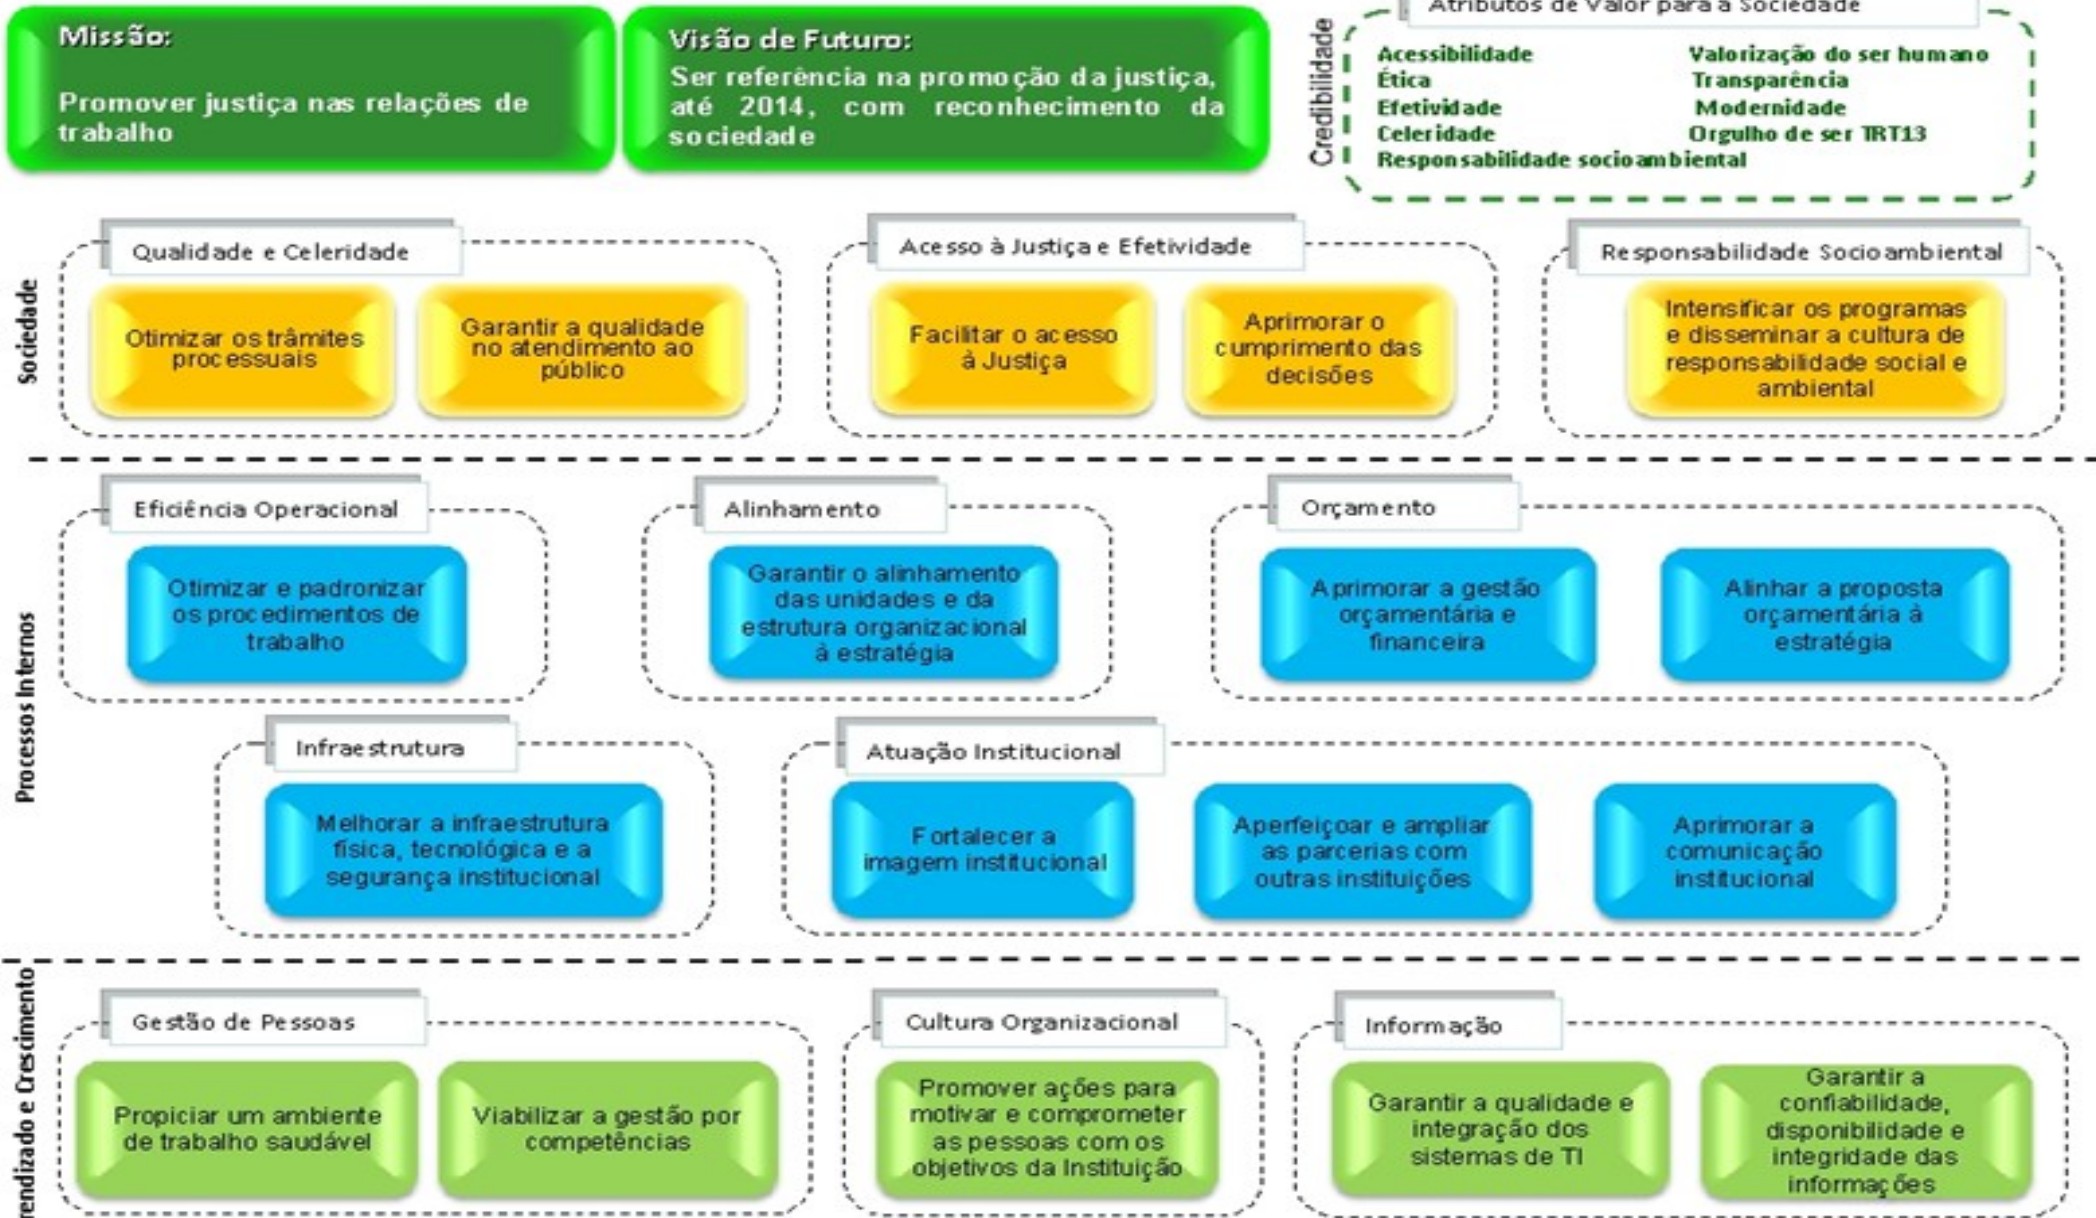 Missão:
Promover justiça nas relações de
trabalho
Visão de Futuro:
Ser referência na promoção da justiça,
até 2014, com reconhecimento da
sociedade
Atributos de Valor para a Sociedade
Credibilidade
Acessibilidade
Valorização do ser humano
Ética
Transparência
Efetividade
Modernidade
Celeridade
Orgulho de ser TRT13
Responsabilidade socioambiental
Sociedade
Qualidade e Celeridade
Otimizar os trâmites
processuais
Garantir a qualidade
no atendimento ao
público
Acesso à Justiça e Efetividade
Facilitar o acesso
à Justiça
Aprimorar o
cumprimento das
decisões
Responsabilidade Socioambiental
Intensificar os programas
e disseminar a cultura de
responsabilidade social e
ambiental
Processos Internos
Eficiência Operacional
Otimizar e padronizar
os procedimentos de
trabalho
Alinhamento
Garantir o alinhamento
das unidades e da
estrutura organizacional
à estratégia
Orçamento
Aprimorar a gestão
orçamentária e
financeira
Alinhar a proposta
orçamentária à
estratégia
Infraestrutura
Melhorar a infraestrutura
física, tecnológica e a
segurança institucional
Atuação Institucional
Fortalecer a
imagem institucional
Aperfeiçoar e ampliar
as parcerias com
outras instituições
Aprimorar a
comunicação
institucional
rendizado e Crescimento
Gestão de Pessoas
Propiciar um ambiente
de trabalho saudável
Viabilizar a gestão por
competências
Cultura Organizacional
Promover ações para
motivar e comprometer
as pessoas com os
objetivos da Instituição
Informação
Garantir a qualidade e
integração dos
sistemas de TI
Garantir a
confiabilidade,
disponibilidade e
integridade das
informações